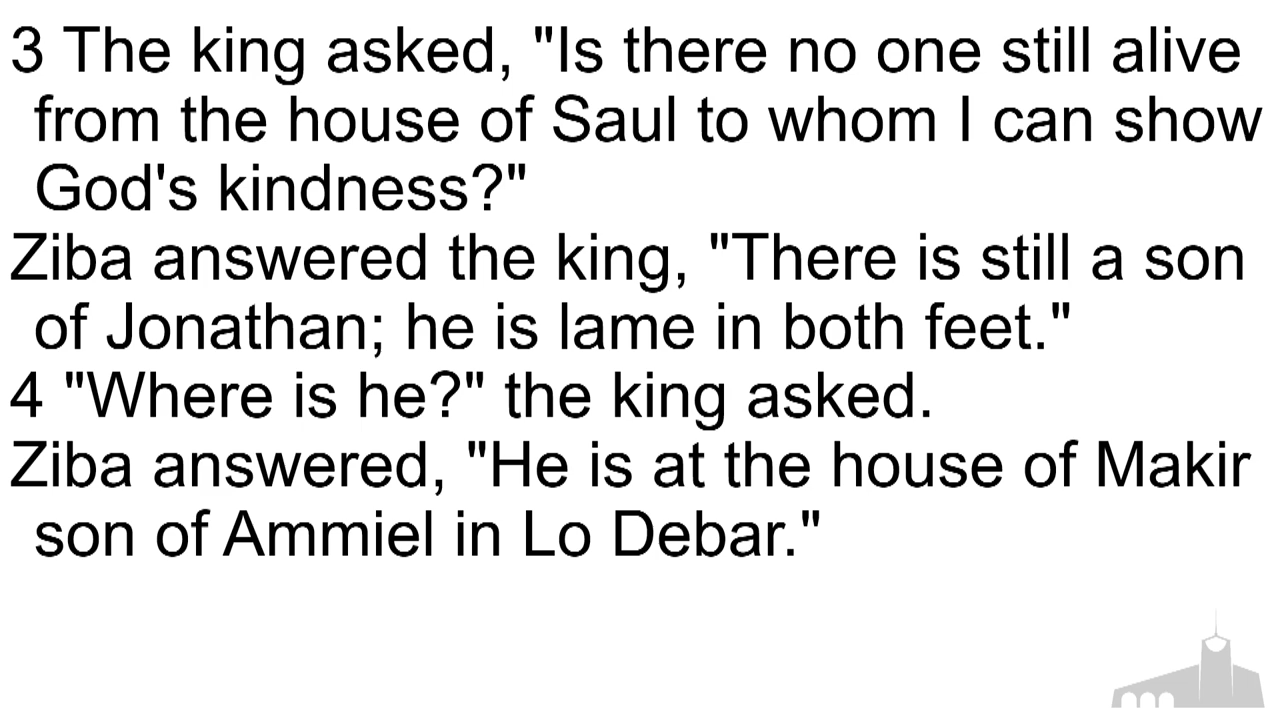 3 The king asked, "Is there no one still alive
from the house of Saul to whom I can show
God's kindness?"
Ziba answered the king, "There is still a son
of Jonathan; he is lame in both feet."
4 "Where is he?" the king asked.
Ziba answered, "He is at the house of Makir
son of Ammiel in Lo Debar."